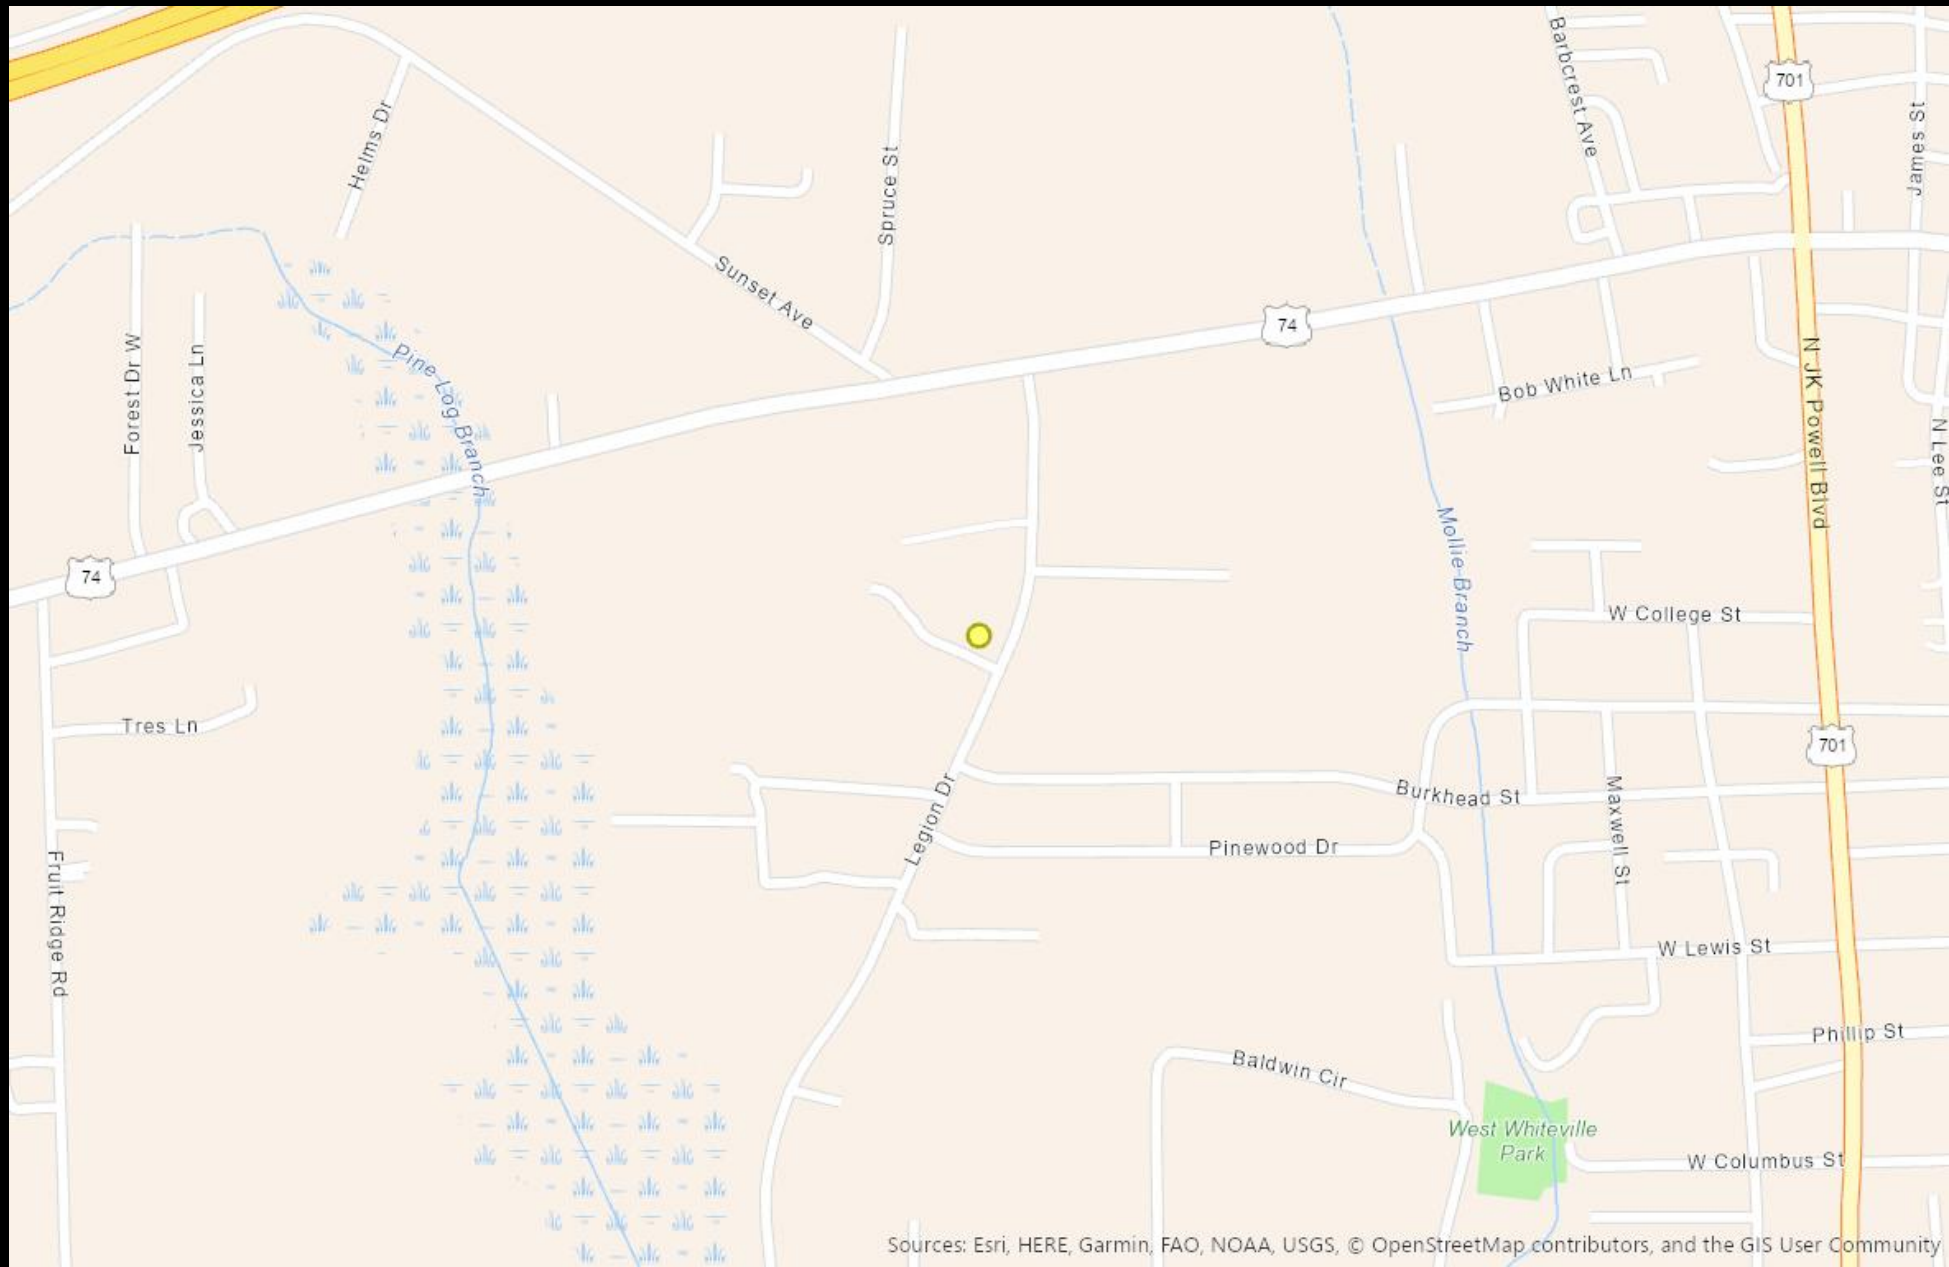 Barbcrest Ave
701
James St
Helms Dr
Spruce St
Sunset Ave
74
Forest Dr W
Jessica Ln
Pine Log Branch
Bob White Ln
N JK Powell Blvd
N Lee St
74
Mollie Branch
W College St
Tres Ln
701
Burkhead St
Maxwell St
Legion Dr
Pinewood Dr
Fruit Ridge Rd
W Lewis St
Phillip St
Baldwin Cir
West Whiteville
Park
W Columbus St
Sources: Esri, HERE, Garmin, FAO, NOAA, USGS, © OpenStreetMap contributors, and the GIS User Community